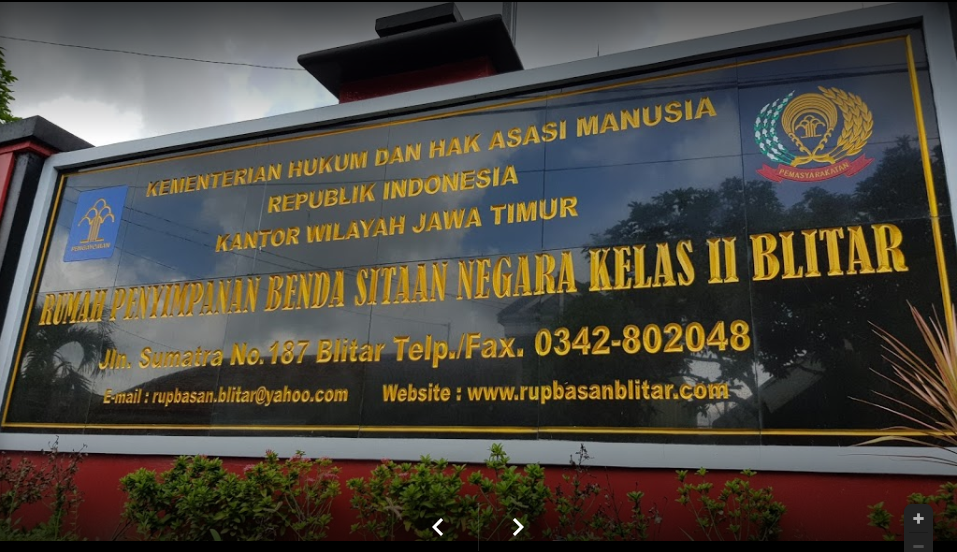 KEMENTERIAN HUKUM DAN HAK ASASI MANUSIA
REPUBLIK INDONESIA
KANTOR WILAYAH JAWA TIMUR
PEMASYARAKATAN
PENGAYOMAN
RUMAH PENYIMPANAN BENDA SITAAN NEGARA KELAS II BLITAR
Jln. Sumatra No.187 Blitar Telp./Fax. 0342-802048
E-mail : rupbasan.blitar@yahoo.com Website : www.rupbasanblitar.com